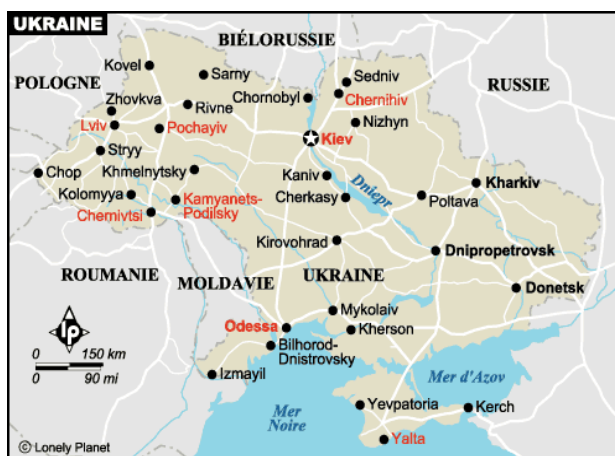 UKRAINE
BIÉLORUSSIE
POLOGNE
RUSSIE
Kovel
Sarny
Sedniv
Chornobyl
Chernihiv
Zhovkva
Rivne
Nizhyn
Lviv
Pochayiv
Kiev
Stryy
Chop
Khmelnytsky
Kaniv
Dniepr
Kharkiv
Kolomyya
Kamyanets-
Podilsky
Cherkasy
Poltava
Chernivtsi
Kirovohrad
Dnipropetrovsk
ROUMANIE
MOLDAVIE
UKRAINE
Donetsk
Mykolaiv
Odessa
Kherson
lp
Bilhorod-
Dnistrovsky
0 150 km
0 90 mi
Izmayil
Mer d'Azov
Mer
Noire
Yevpatoria
Kerch
Yalta
© Lonely Planet